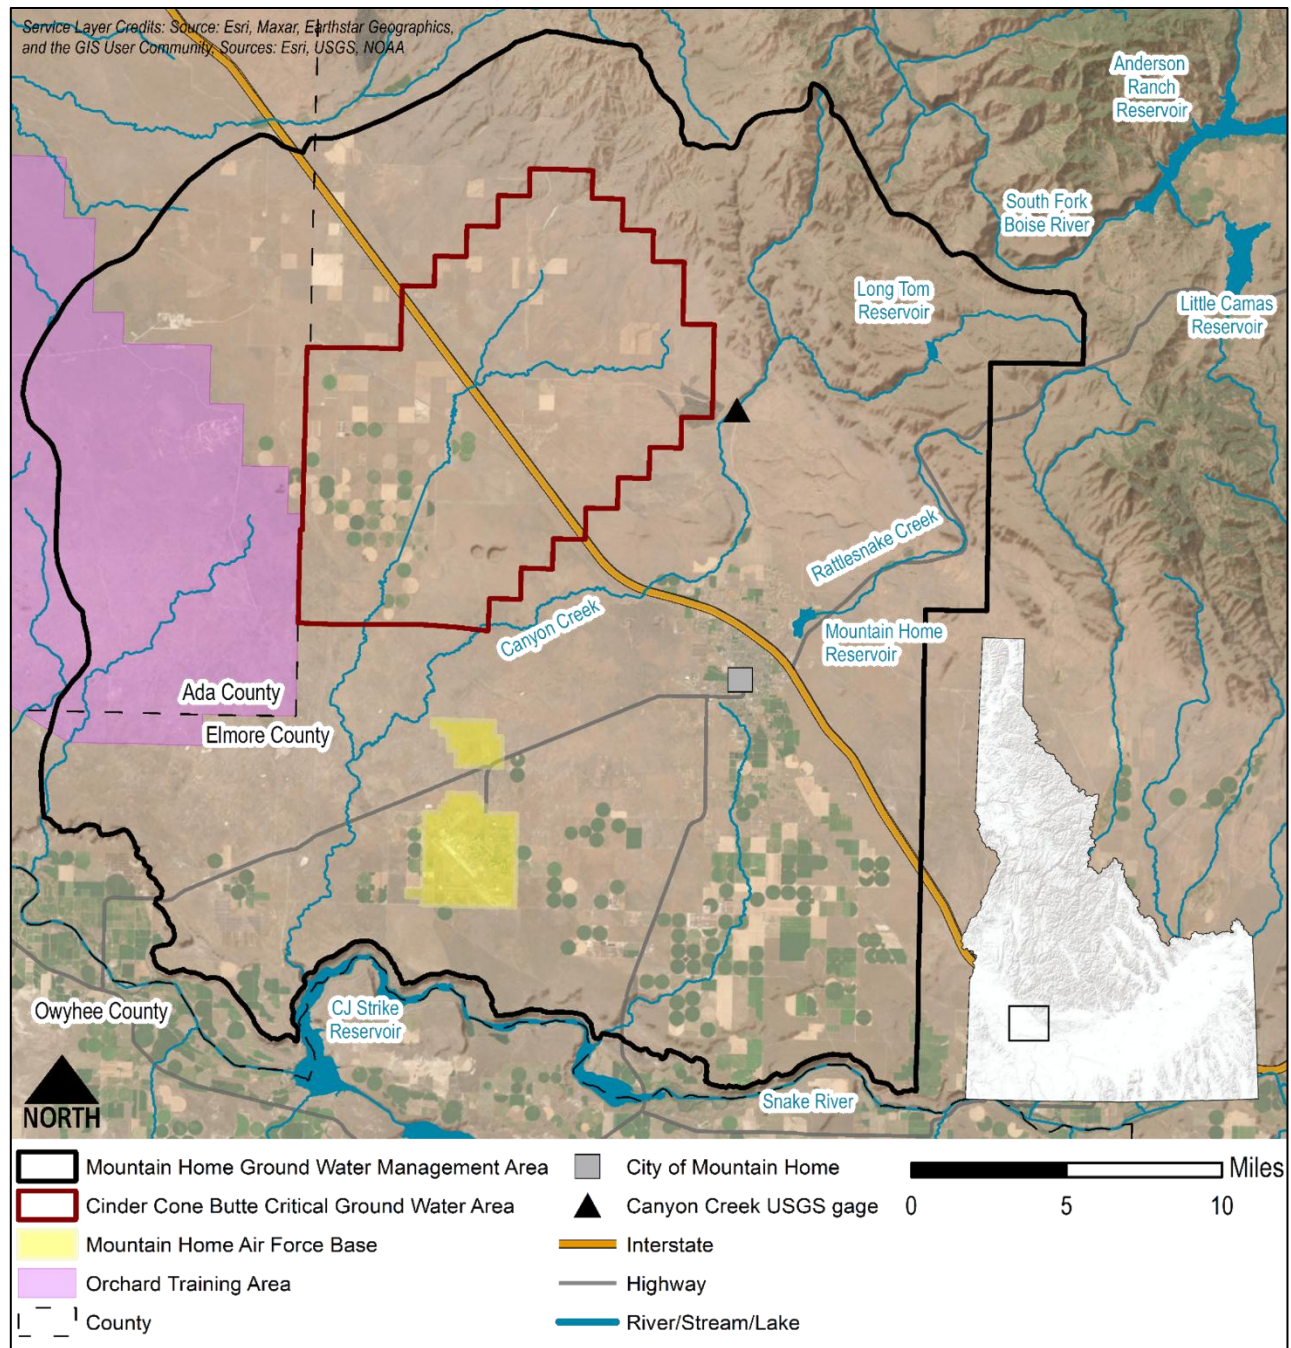 Service Layer Credits: Source: Esri, Maxar, Earthstar Geographics,
and the GIS User Community, Sources: Esri, USGS, NOAA
Anderson
Ranch
Reservoir
South Fork
Boise River
Long Tom
Reservoir
Little Camas
Reservoir
Rattlesnake Creek
Canyon Creek
Mountain Home
Reservoir
Ada County
Elmore County
Owyhee County
CJ Strike
Reservoir
Snake River
NORTH
Mountain Home Ground Water Management Area
Cinder Cone Butte Critical Ground Water Area
Mountain Home Air Force Base
Orchard Training Area
County
City of Mountain Home
Canyon Creek USGS gage
Interstate
Highway
River/Stream/Lake
Miles
0 5 10